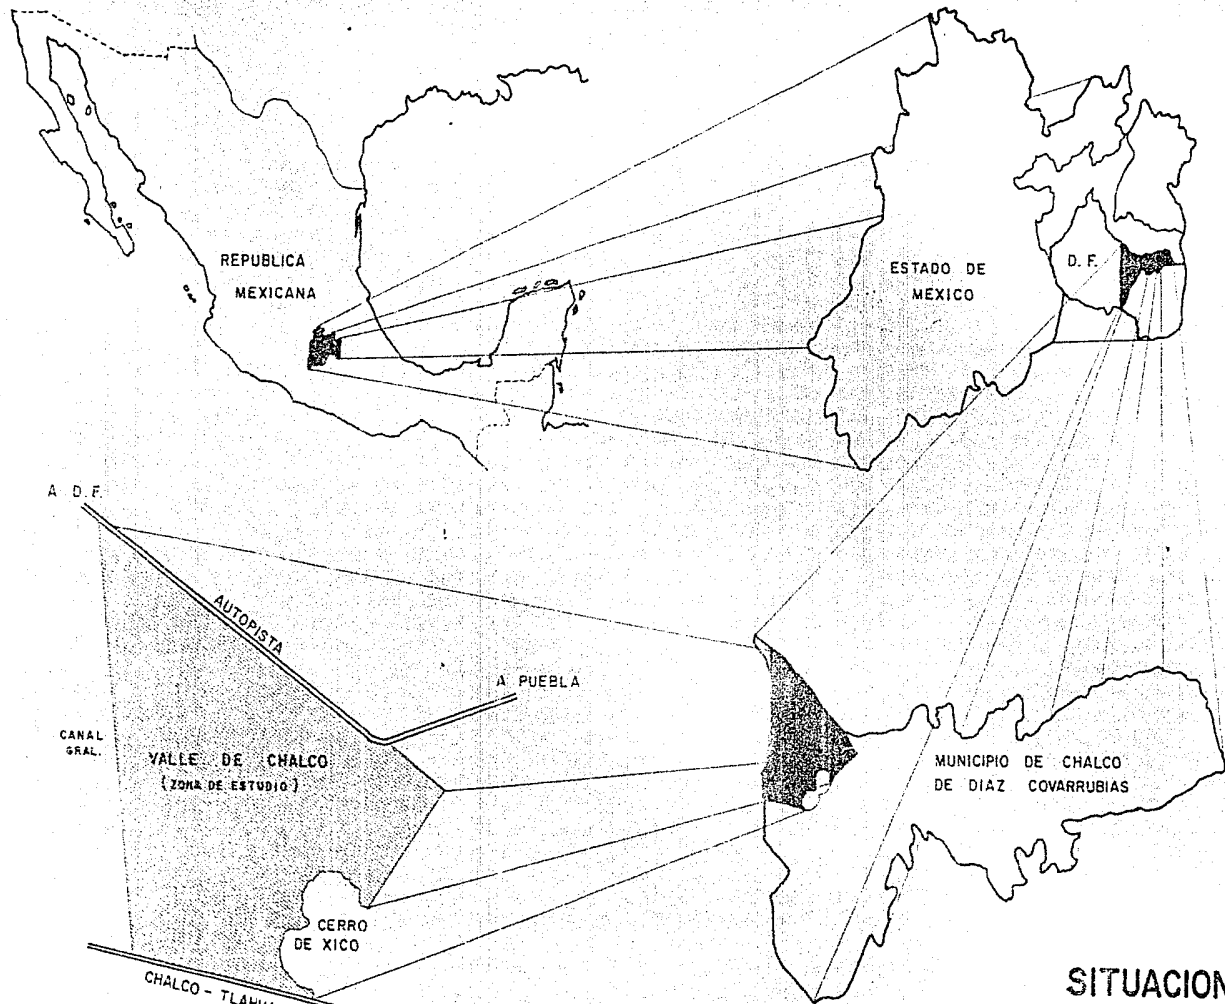 REPUBLICA
MEXICANA
ESTADO DE
MEXICO
D. F.
A D.F.
AUTOPISTA
A PUEBLA
CANAL
GRAL.
VALLE DE CHALCO
(ZONA DE ESTUDIO)
MUNICIPIO DE CHALCO
DE DIAZ COVARRUBIAS
CERRO
DE XICO
CHALCO - TLAHU
SITUACION